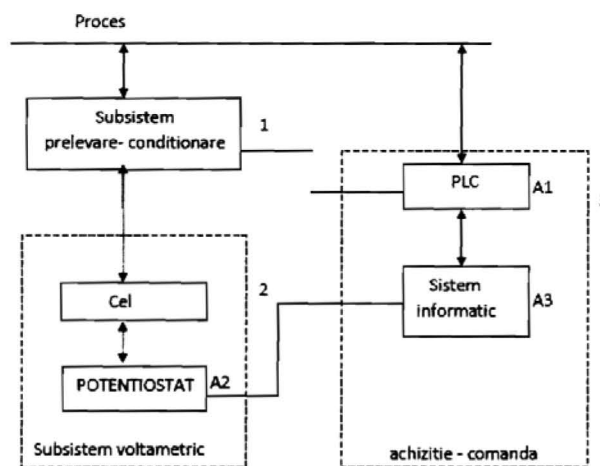 Proces
Subsistem
prelevare- conditionare
1
PLC
A1
Cel
2
Sistem
informatic
A3
POTENTIOSTAT
A2
Subsistem voltametric
achizitie - comanda